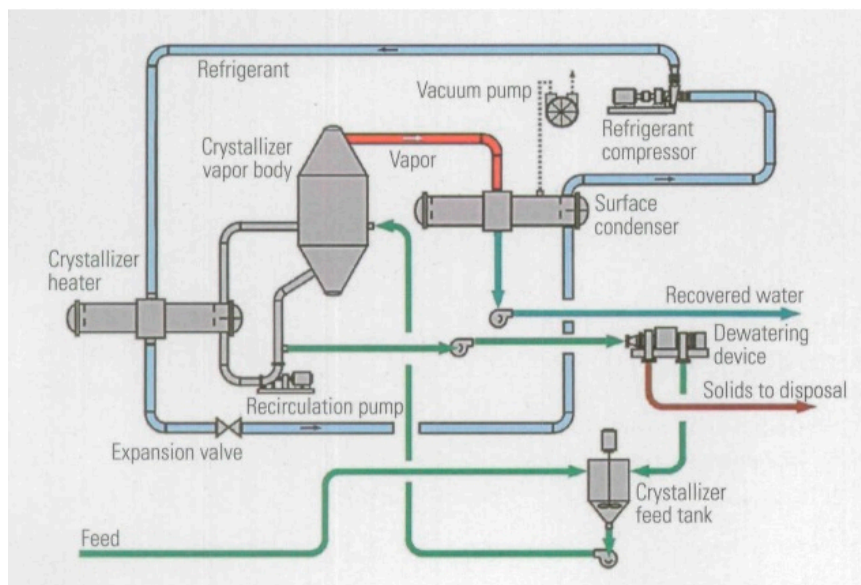 Refrigerant
Vacuum pump
Refrigerant
compressor
Crystallizer
vapor body
Vapor
Surface
condenser
Crystallizer
heater
Recovered water
Dewatering
device
Solids to disposal
Recirculation pump
Expansion valve
Crystallizer
feed tank
Feed